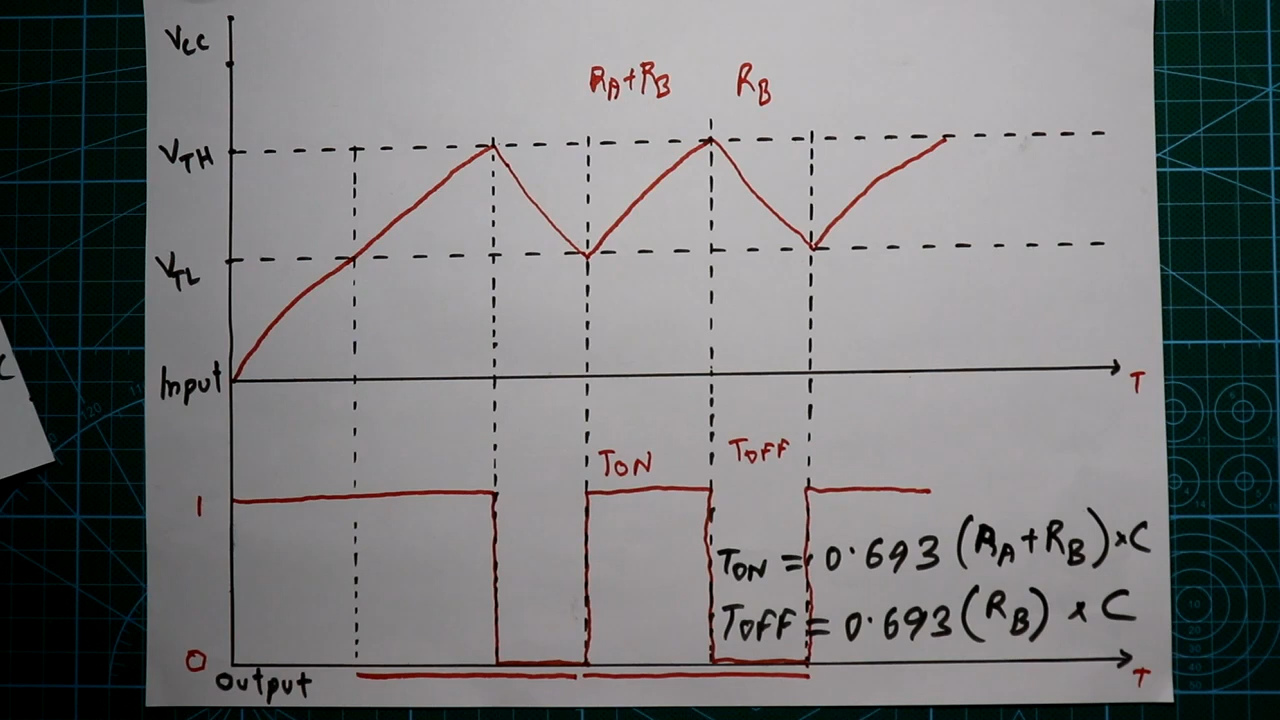 VCC
RA+RB RB
VTH
VTL
Input
T
TON TOFF
1
TON = 0.693 (RA+RB)×C
TOFF = 0.693 (RB) × C
0
output
T
C
120